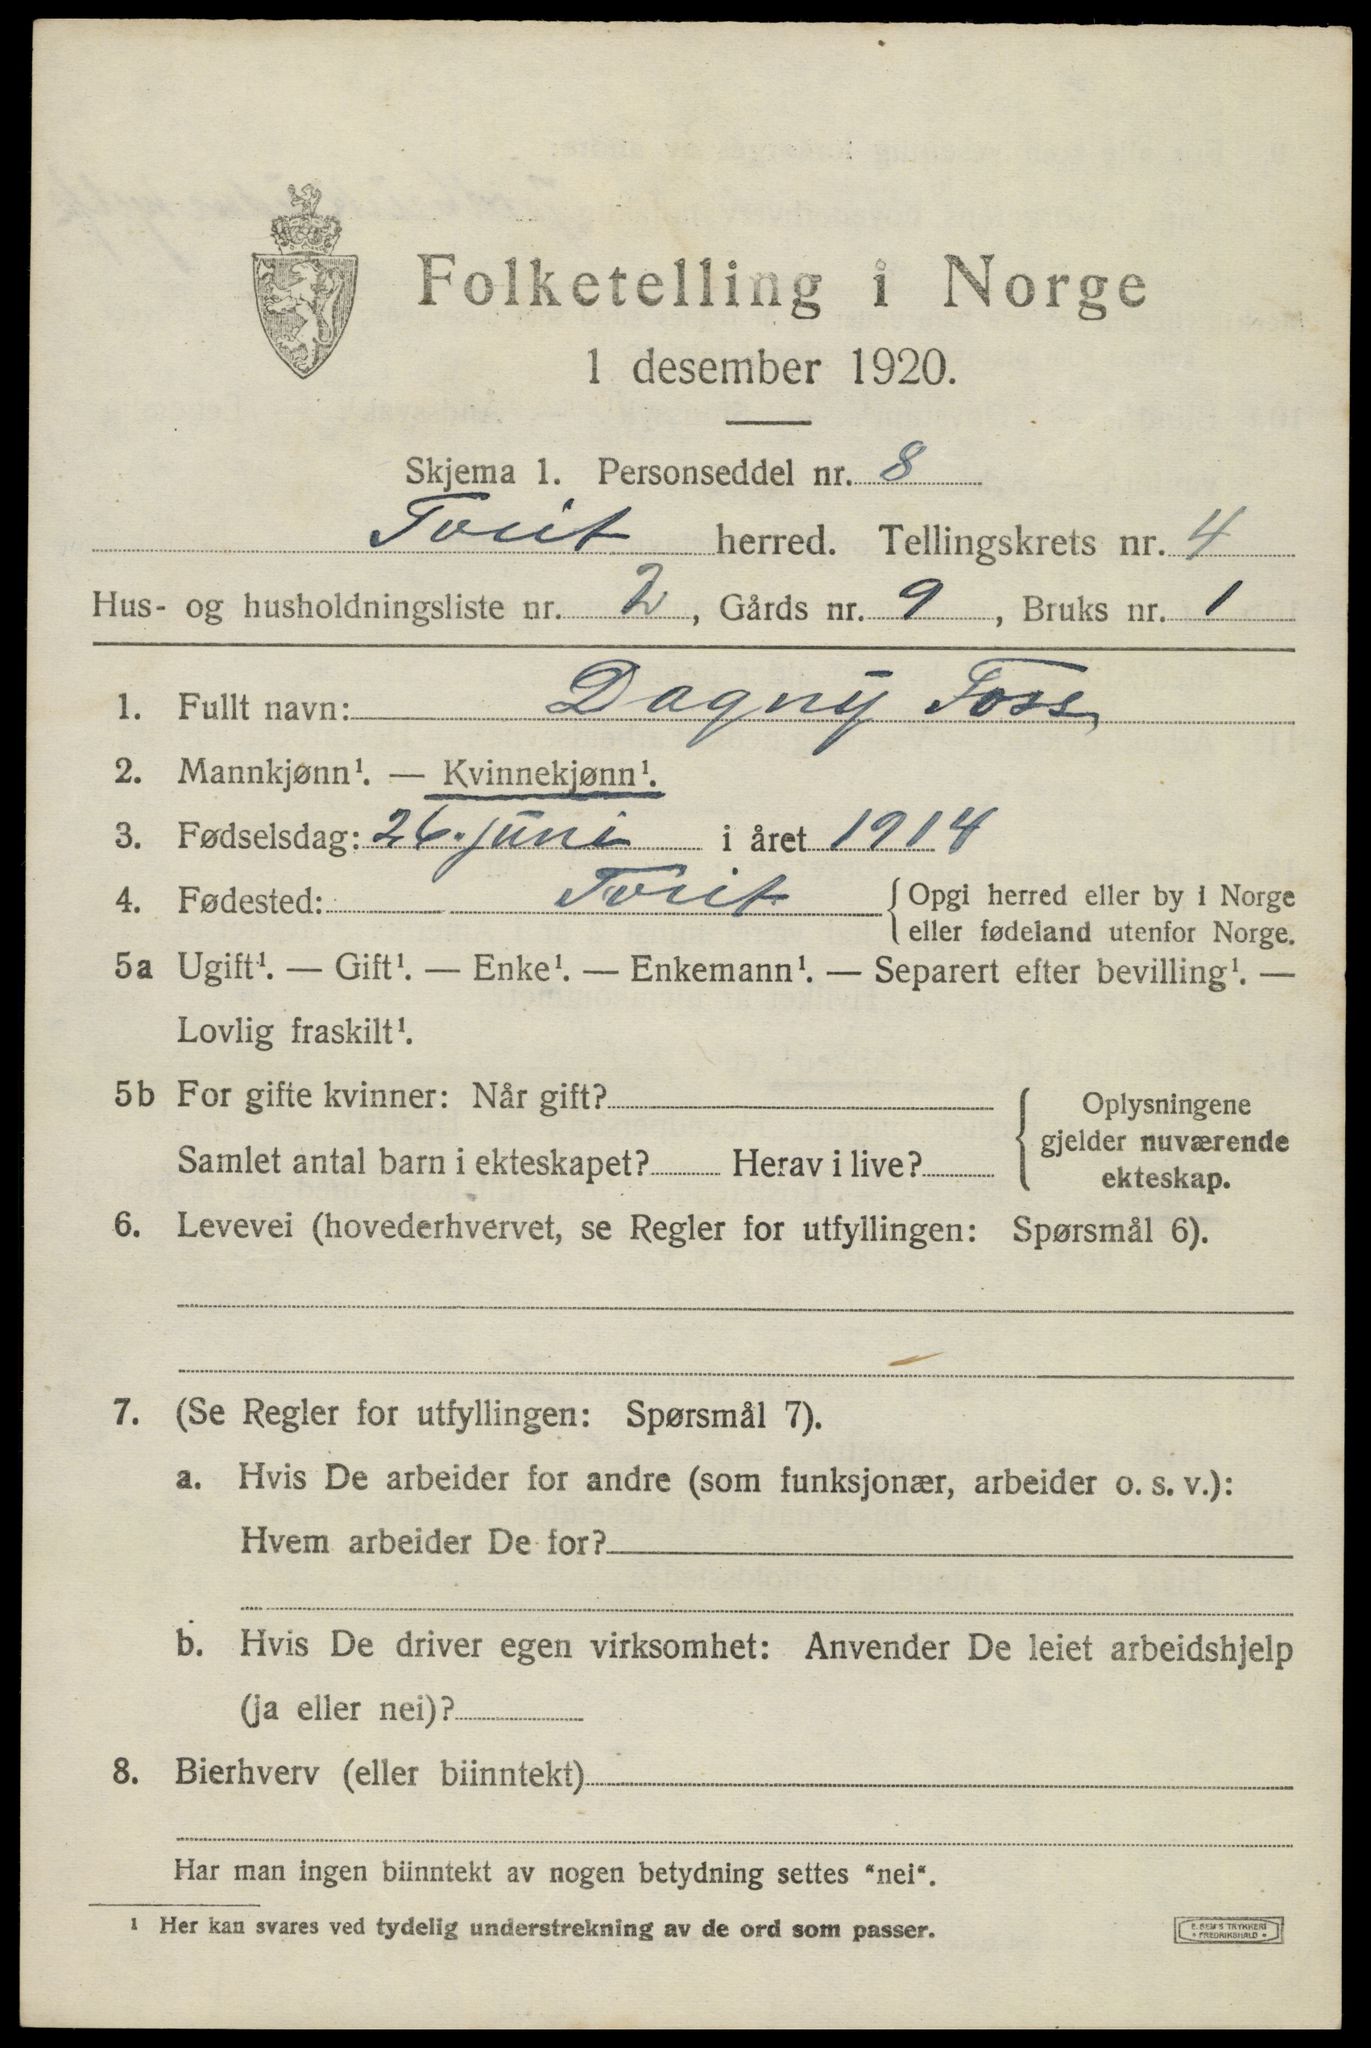 Folketelling i Norge
1 desember 1920.
Skjema 1. Personseddel nr. 8
Tveit herred. Tellingskrets nr. 4
Hus- og husholdningsliste nr. 2, Gårds nr. 9, Bruks nr. 1
1. Fullt navn: Dagny Foss,
2. Mannkjønn¹. — Kvinnekjønn¹.
3. Fødselsdag: 26. juni i året 1914
4. Fødested: Tveit { Opgi herred eller by i Norge
eller fødeland utenfor Norge.
5a Ugift¹. — Gift¹. — Enke¹. — Enkemann¹. — Separert efter bevilling¹. —
Lovlig fraskilt¹.
5b For gifte kvinner: Når gift?
Samlet antal barn i ekteskapet? Herav i live?
{ Oplysningene
gjelder nuværende
ekteskap.
6. Levevei (hovederhvervet, se Regler for utfyllingen: Spørsmål 6).
7. (Se Regler for utfyllingen: Spørsmål 7).
a. Hvis De arbeider for andre (som funksjonær, arbeider o. s. v.):
Hvem arbeider De for?
b. Hvis De driver egen virksomhet: Anvender De leiet arbeidshjelp
(ja eller nei)?
8. Bierhverv (eller biinntekt)
Har man ingen biinntekt av nogen betydning settes "nei".
¹ Her kan svares ved tydelig understrekning av de ord som passer.
E. SEM'S TRYKKERI
• FREDRIKSHALD •